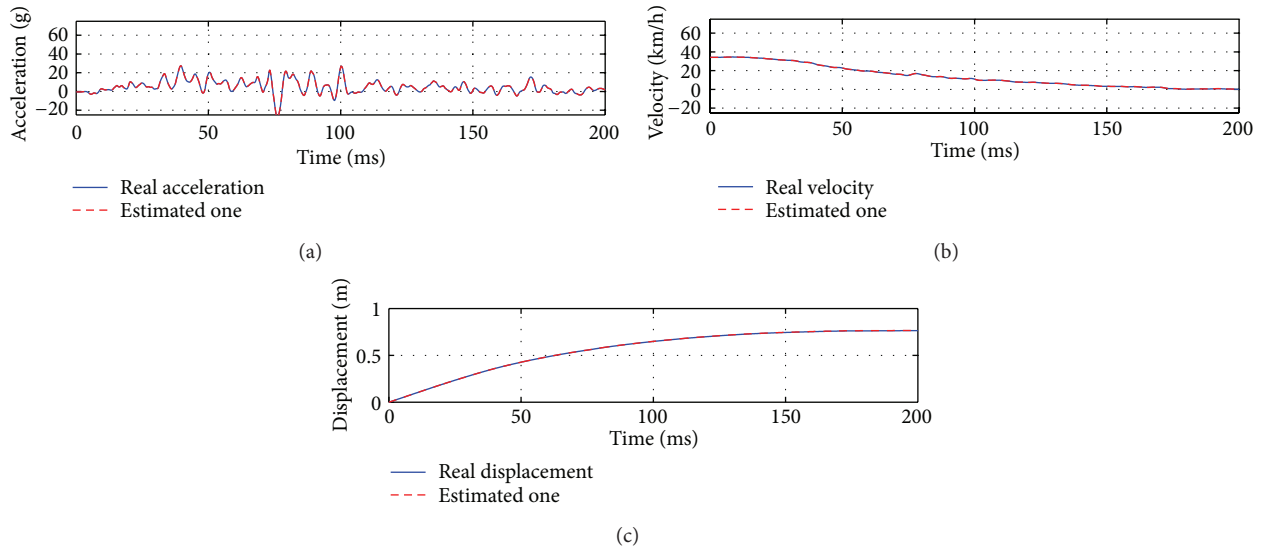 Acceleration (g)
60
40
20
0
−20
0 50 100 150 200
Time (ms)
Real acceleration
Estimated one
(a)
Velocity (km/h)
60
40
20
0
−20
0 50 100 150 200
Time (ms)
Real velocity
Estimated one
(b)
Displacement (m)
1
0.5
0
0 50 100 150 200
Time (ms)
Real displacement
Estimated one
(c)